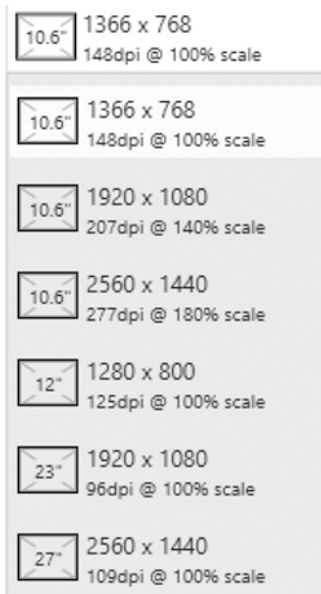 10.6" 1366 x 768
148dpi @ 100% scale
10.6" 1366 x 768
148dpi @ 100% scale
10.6" 1920 x 1080
207dpi @ 140% scale
10.6" 2560 x 1440
277dpi @ 180% scale
12" 1280 x 800
125dpi @ 100% scale
23" 1920 x 1080
96dpi @ 100% scale
27" 2560 x 1440
109dpi @ 100% scale